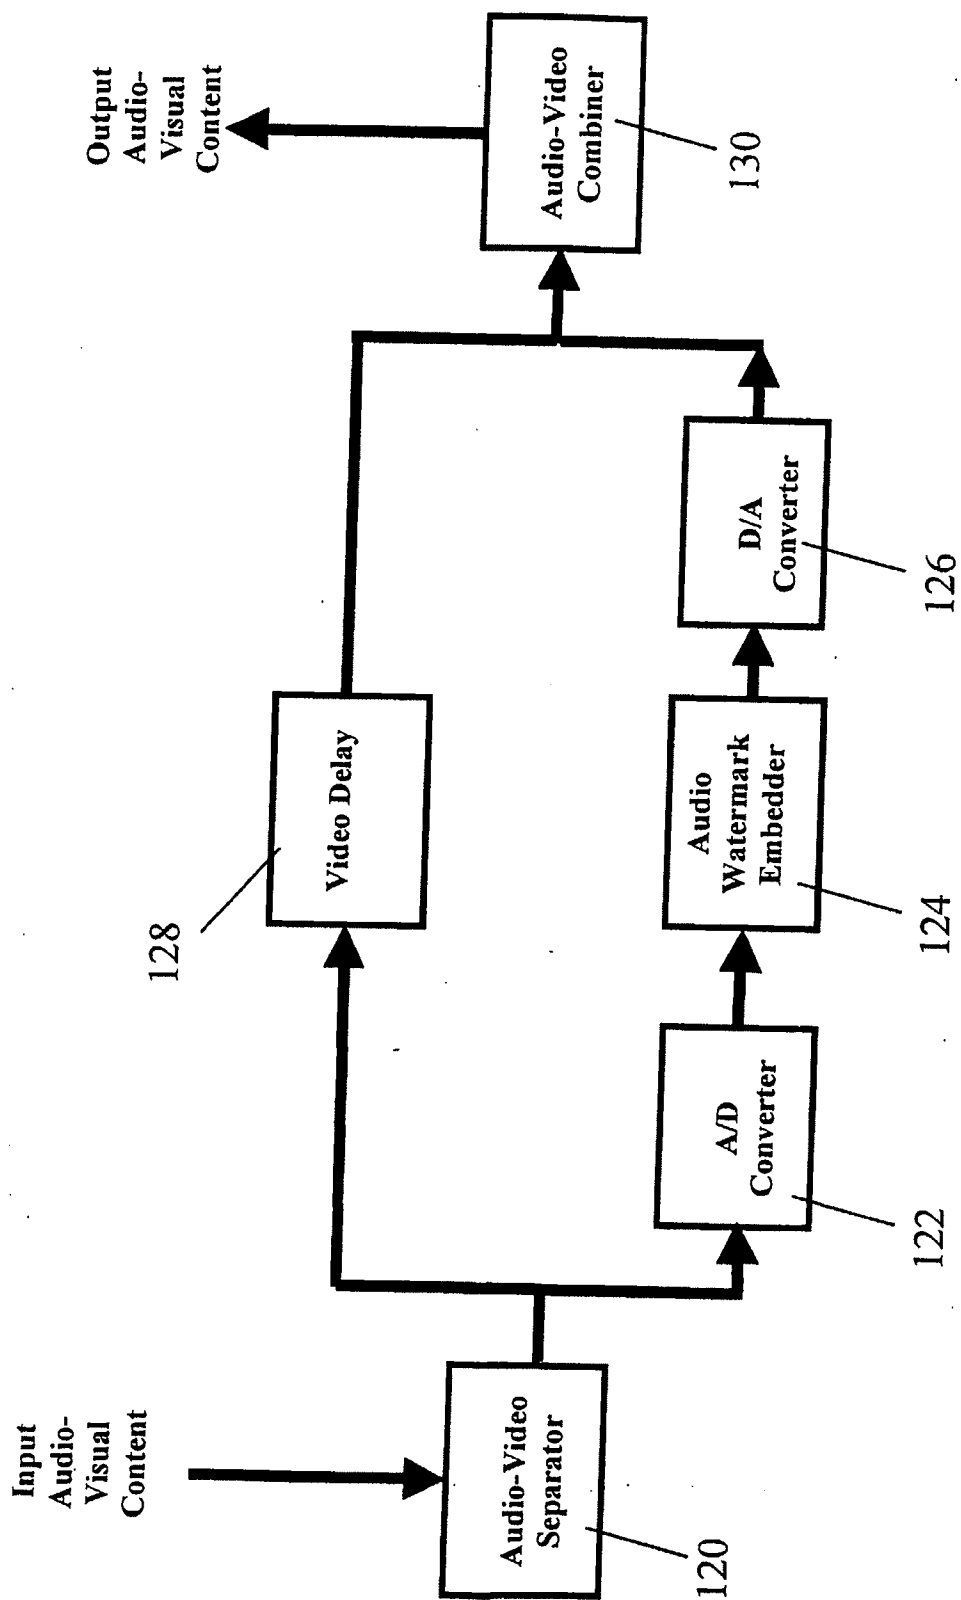 Input
Audio-
Visual
Content
Audio-Video
Separator
120
128
Video Delay
A/D
Converter
122
Audio
Watermark
Embedder
124
D/A
Converter
126
Output
Audio-
Visual
Content
Audio-Video
Combiner
130